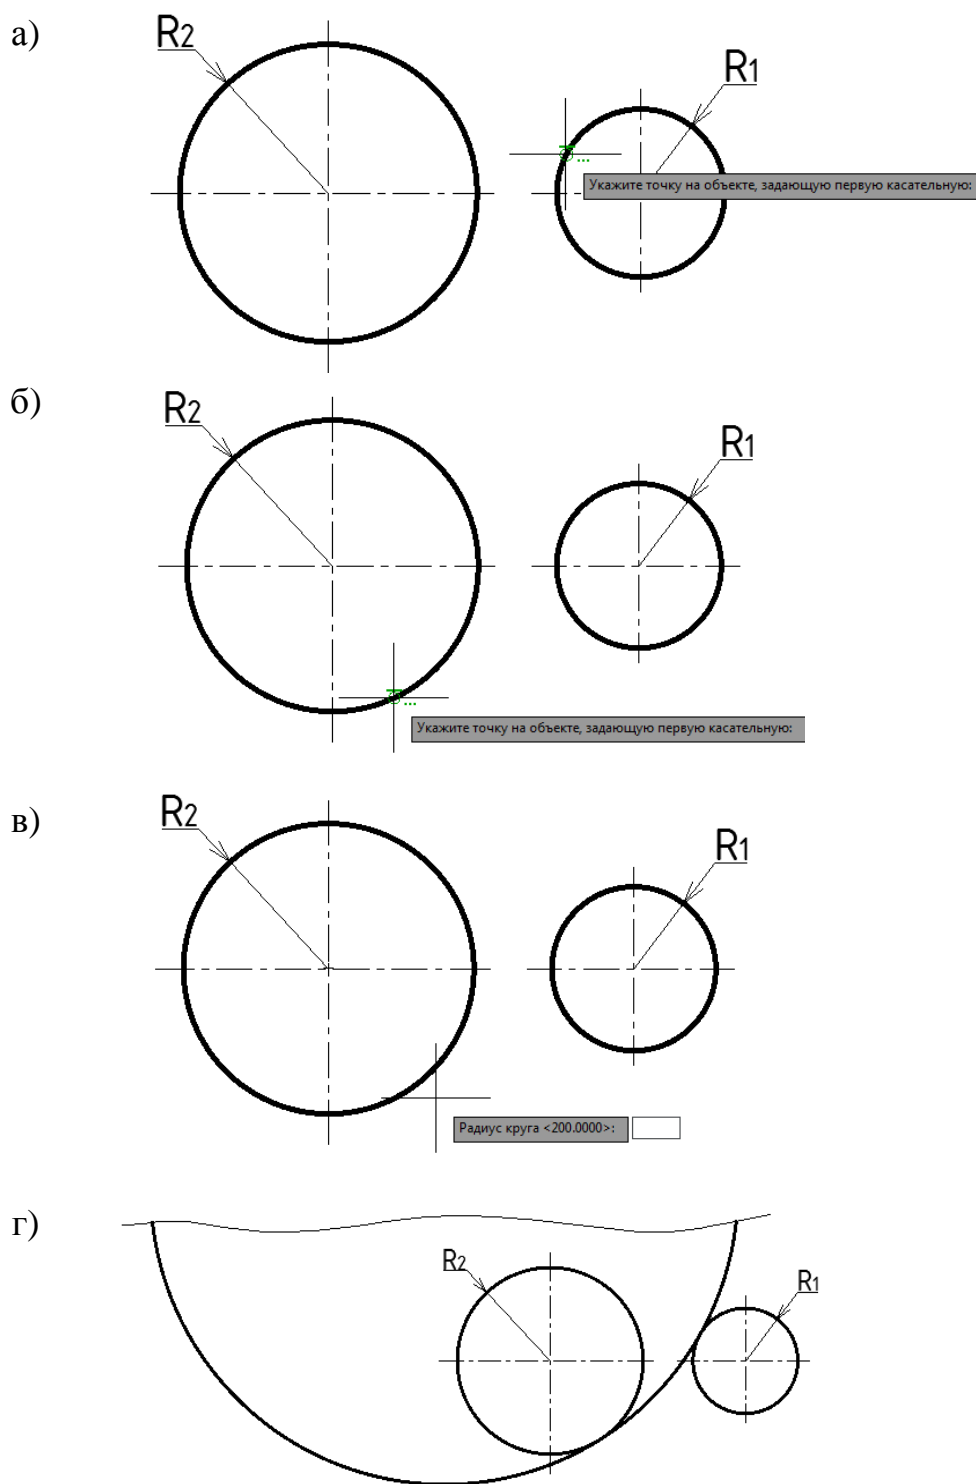 а)
R2
R1
Укажите точку на объекте, задающую первую касательную:
б)
R2
R1
Укажите точку на объекте, задающую первую касательную:
в)
R2
R1
Радиус круга <200.0000>:
г)
R2
R1